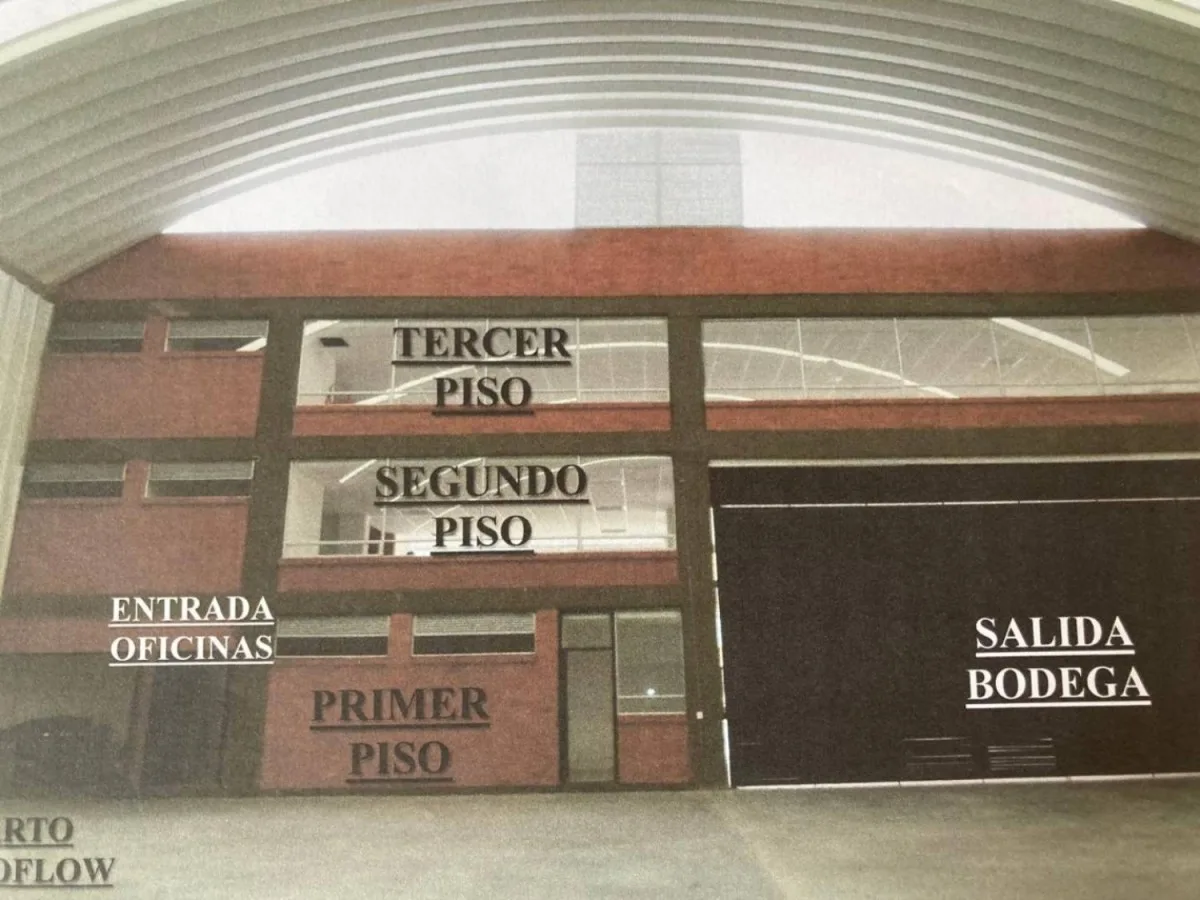 TERCER
PISO
SEGUNDO
PISO
ENTRADA
OFICINAS
SALIDA
BODEGA
PRIMER
PISO